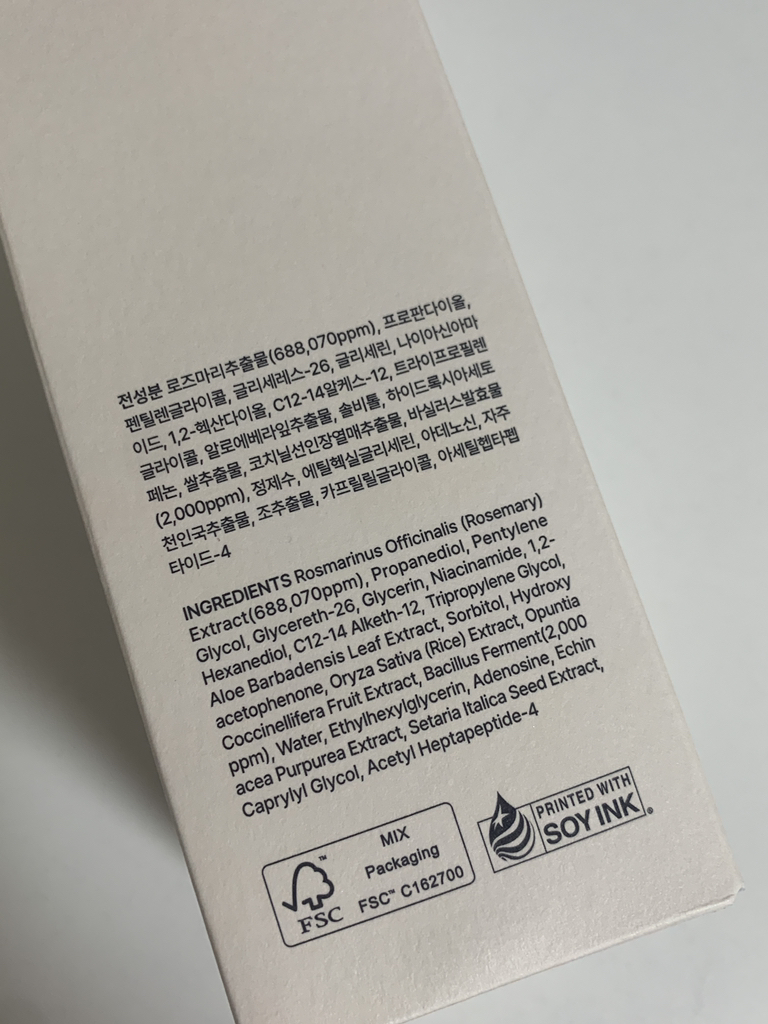 전성분 로즈마리추출물(688,070ppm), 프로판다이올,
펜틸렌글라이콜, 글리세레스-26, 글리세린, 나이아신아마
이드, 1,2-헥산다이올, C12-14알케스-12, 트라이프로필렌
글라이콜, 알로에베라잎추출물, 솔비톨, 하이드록시아세토
페논, 쌀추출물, 코치닐선인장열매추출물, 바실러스발효물
(2,000ppm), 정제수, 에틸헥실글리세린, 아데노신, 자주
천인국추출물, 조추출물, 카프릴릴글라이콜, 아세틸헵타펩
타이드-4
INGREDIENTS Rosmarinus Officinalis (Rosemary)
Extract(688,070ppm), Propanediol, Pentylene
Glycol, Glycereth-26, Glycerin, Niacinamide, 1,2-
Hexanediol, C12-14 Alketh-12, Tripropylene Glycol,
Aloe Barbadensis Leaf Extract, Sorbitol, Hydroxy
acetophenone, Oryza Sativa (Rice) Extract, Opuntia
Coccinellifera Fruit Extract, Bacillus Ferment(2,000
ppm), Water, Ethylhexylglycerin, Adenosine, Echin
acea Purpurea Extract, Setaria Italica Seed Extract,
Caprylyl Glycol, Acetyl Heptapeptide-4
™
FSC
MIX
Packaging
FSC™ C162700
PRINTED WITH
SOY INK®